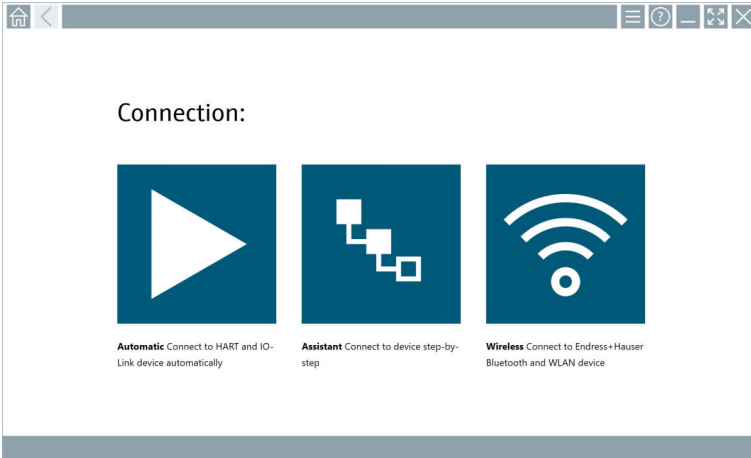 Connection:
Automatic Connect to HART and IO-
Link device automatically
Assistant Connect to device step-by-
step
Wireless Connect to Endress+Hauser
Bluetooth and WLAN device